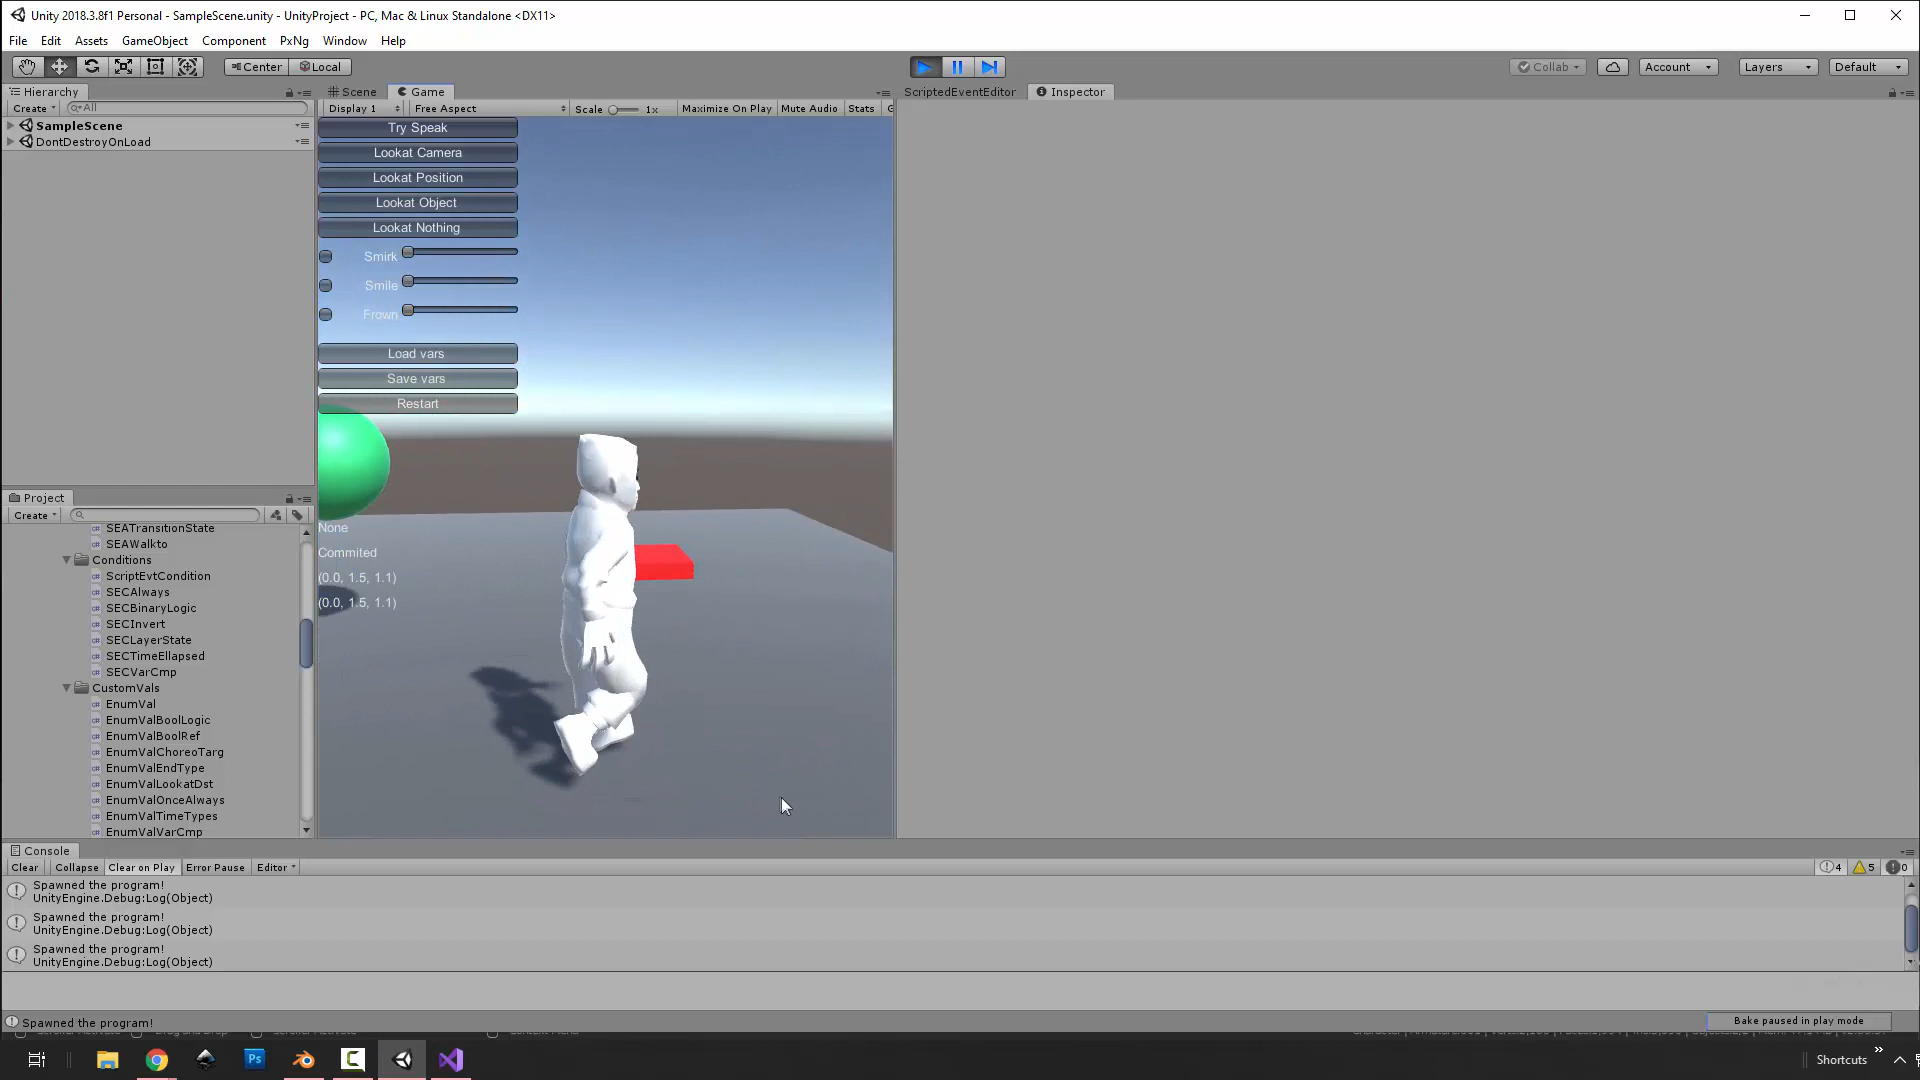 Unity 2018.3.8f1 Personal - SampleScene.unity - UnityProject - PC, Mac & Linux Standalone <DX11>
File Edit Assets GameObject Component PxNg Window Help
Center Local
Collab Account Layers Default
Hierarchy
Create All
SampleScene
DontDestroyOnLoad
Scene Game
Display 1 Free Aspect Scale 1x Maximize On Play Mute Audio Stats
ScriptedEventEditor Inspector
Try Speak
Lookat Camera
Lookat Position
Lookat Object
Lookat Nothing
Smirk
Smile
Frown
Load vars
Save vars
Restart
None
Commited
(0.0, 1.5, 1.1)
(0.0, 1.5, 1.1)
Project
Create
SEATransitionState
SEAWalkto
Conditions
ScriptEvtCondition
SECAlways
SECBinaryLogic
SECInvert
SECLayerState
SECTimeEllapsed
SECVarCmp
CustomVals
EnumVal
EnumValBoolLogic
EnumValBoolRef
EnumValChoreoTarg
EnumValEndType
EnumValLookatDst
EnumValOnceAlways
EnumValTimeTypes
EnumValVarCmp
Console
Clear Collapse Clear on Play Error Pause Editor 4 5 0
Spawned the program!
UnityEngine.Debug:Log(Object)
Spawned the program!
UnityEngine.Debug:Log(Object)
Spawned the program!
UnityEngine.Debug:Log(Object)
Spawned the program!
Bake paused in play mode
Ps
Shortcuts